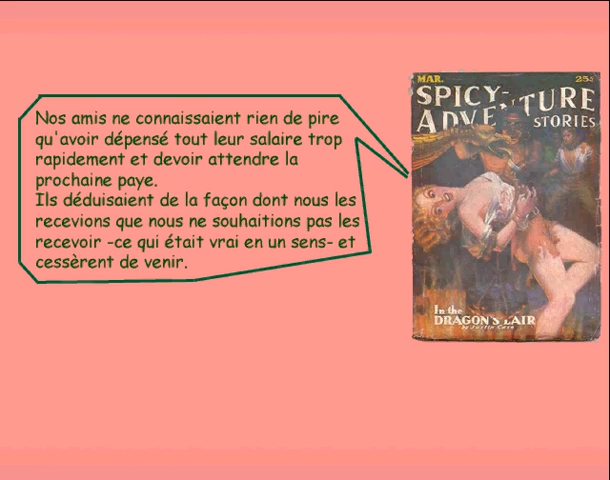 Nos amis ne connaissaient rien de pire
qu'avoir dépensé tout leur salaire trop
rapidement et devoir attendre la
prochaine paye.
Ils déduisaient de la façon dont nous les
recevions que nous ne souhaitions pas les
recevoir -ce qui était vrai en un sens- et
cessèrent de venir.
MAR. 25¢
SPICY-
ADVENTURE
STORIES
In the
DRAGON'S LAIR
by Justin Case